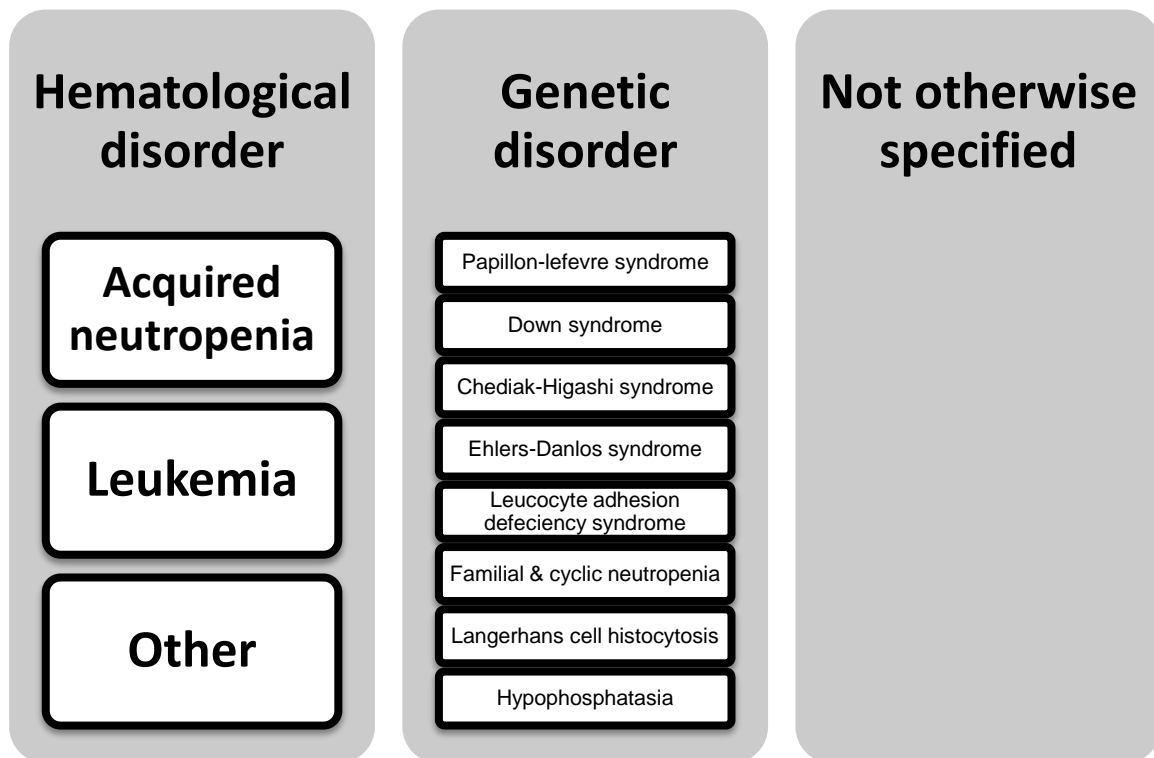 Hematological
disorder
Acquired
neutropenia
Leukemia
Other
Genetic
disorder
Papillon-lefevre syndrome
Down syndrome
Chediak-Higashi syndrome
Ehlers-Danlos syndrome
Leucocyte adhesion
defeciency syndrome
Familial & cyclic neutropenia
Langerhans cell histocytosis
Hypophosphatasia
Not otherwise
specified